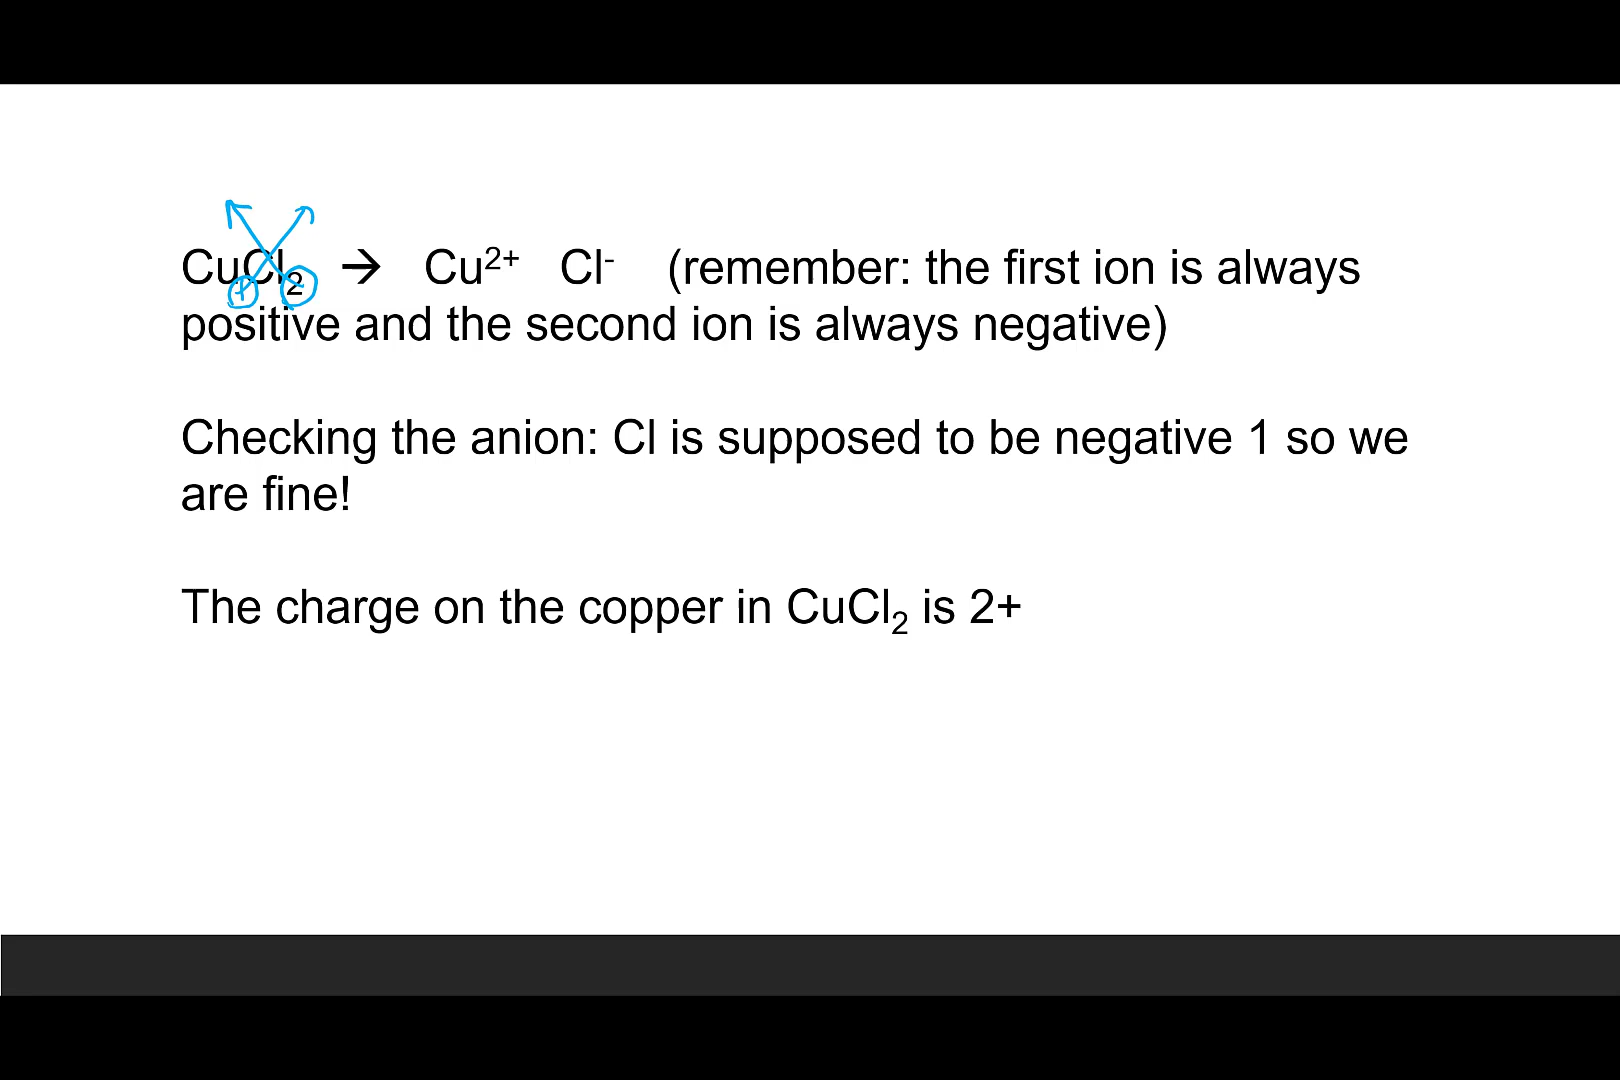 CuCl₂ → Cu²⁺ Cl⁻ (remember: the first ion is always
positive and the second ion is always negative)
Checking the anion: Cl is supposed to be negative 1 so we
are fine!
The charge on the copper in CuCl₂ is 2+